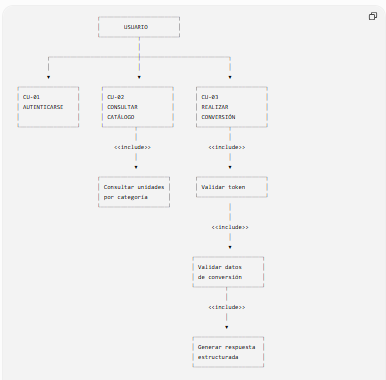 USUARIO
CU-01
AUTENTICARSE
CU-02
CONSULTAR
CATÁLOGO
CU-03
REALIZAR
CONVERSIÓN
<<include>>
<<include>>
Consultar unidades
por categoría
Validar token
<<include>>
Validar datos
de conversión
<<include>>
Generar respuesta
estructurada